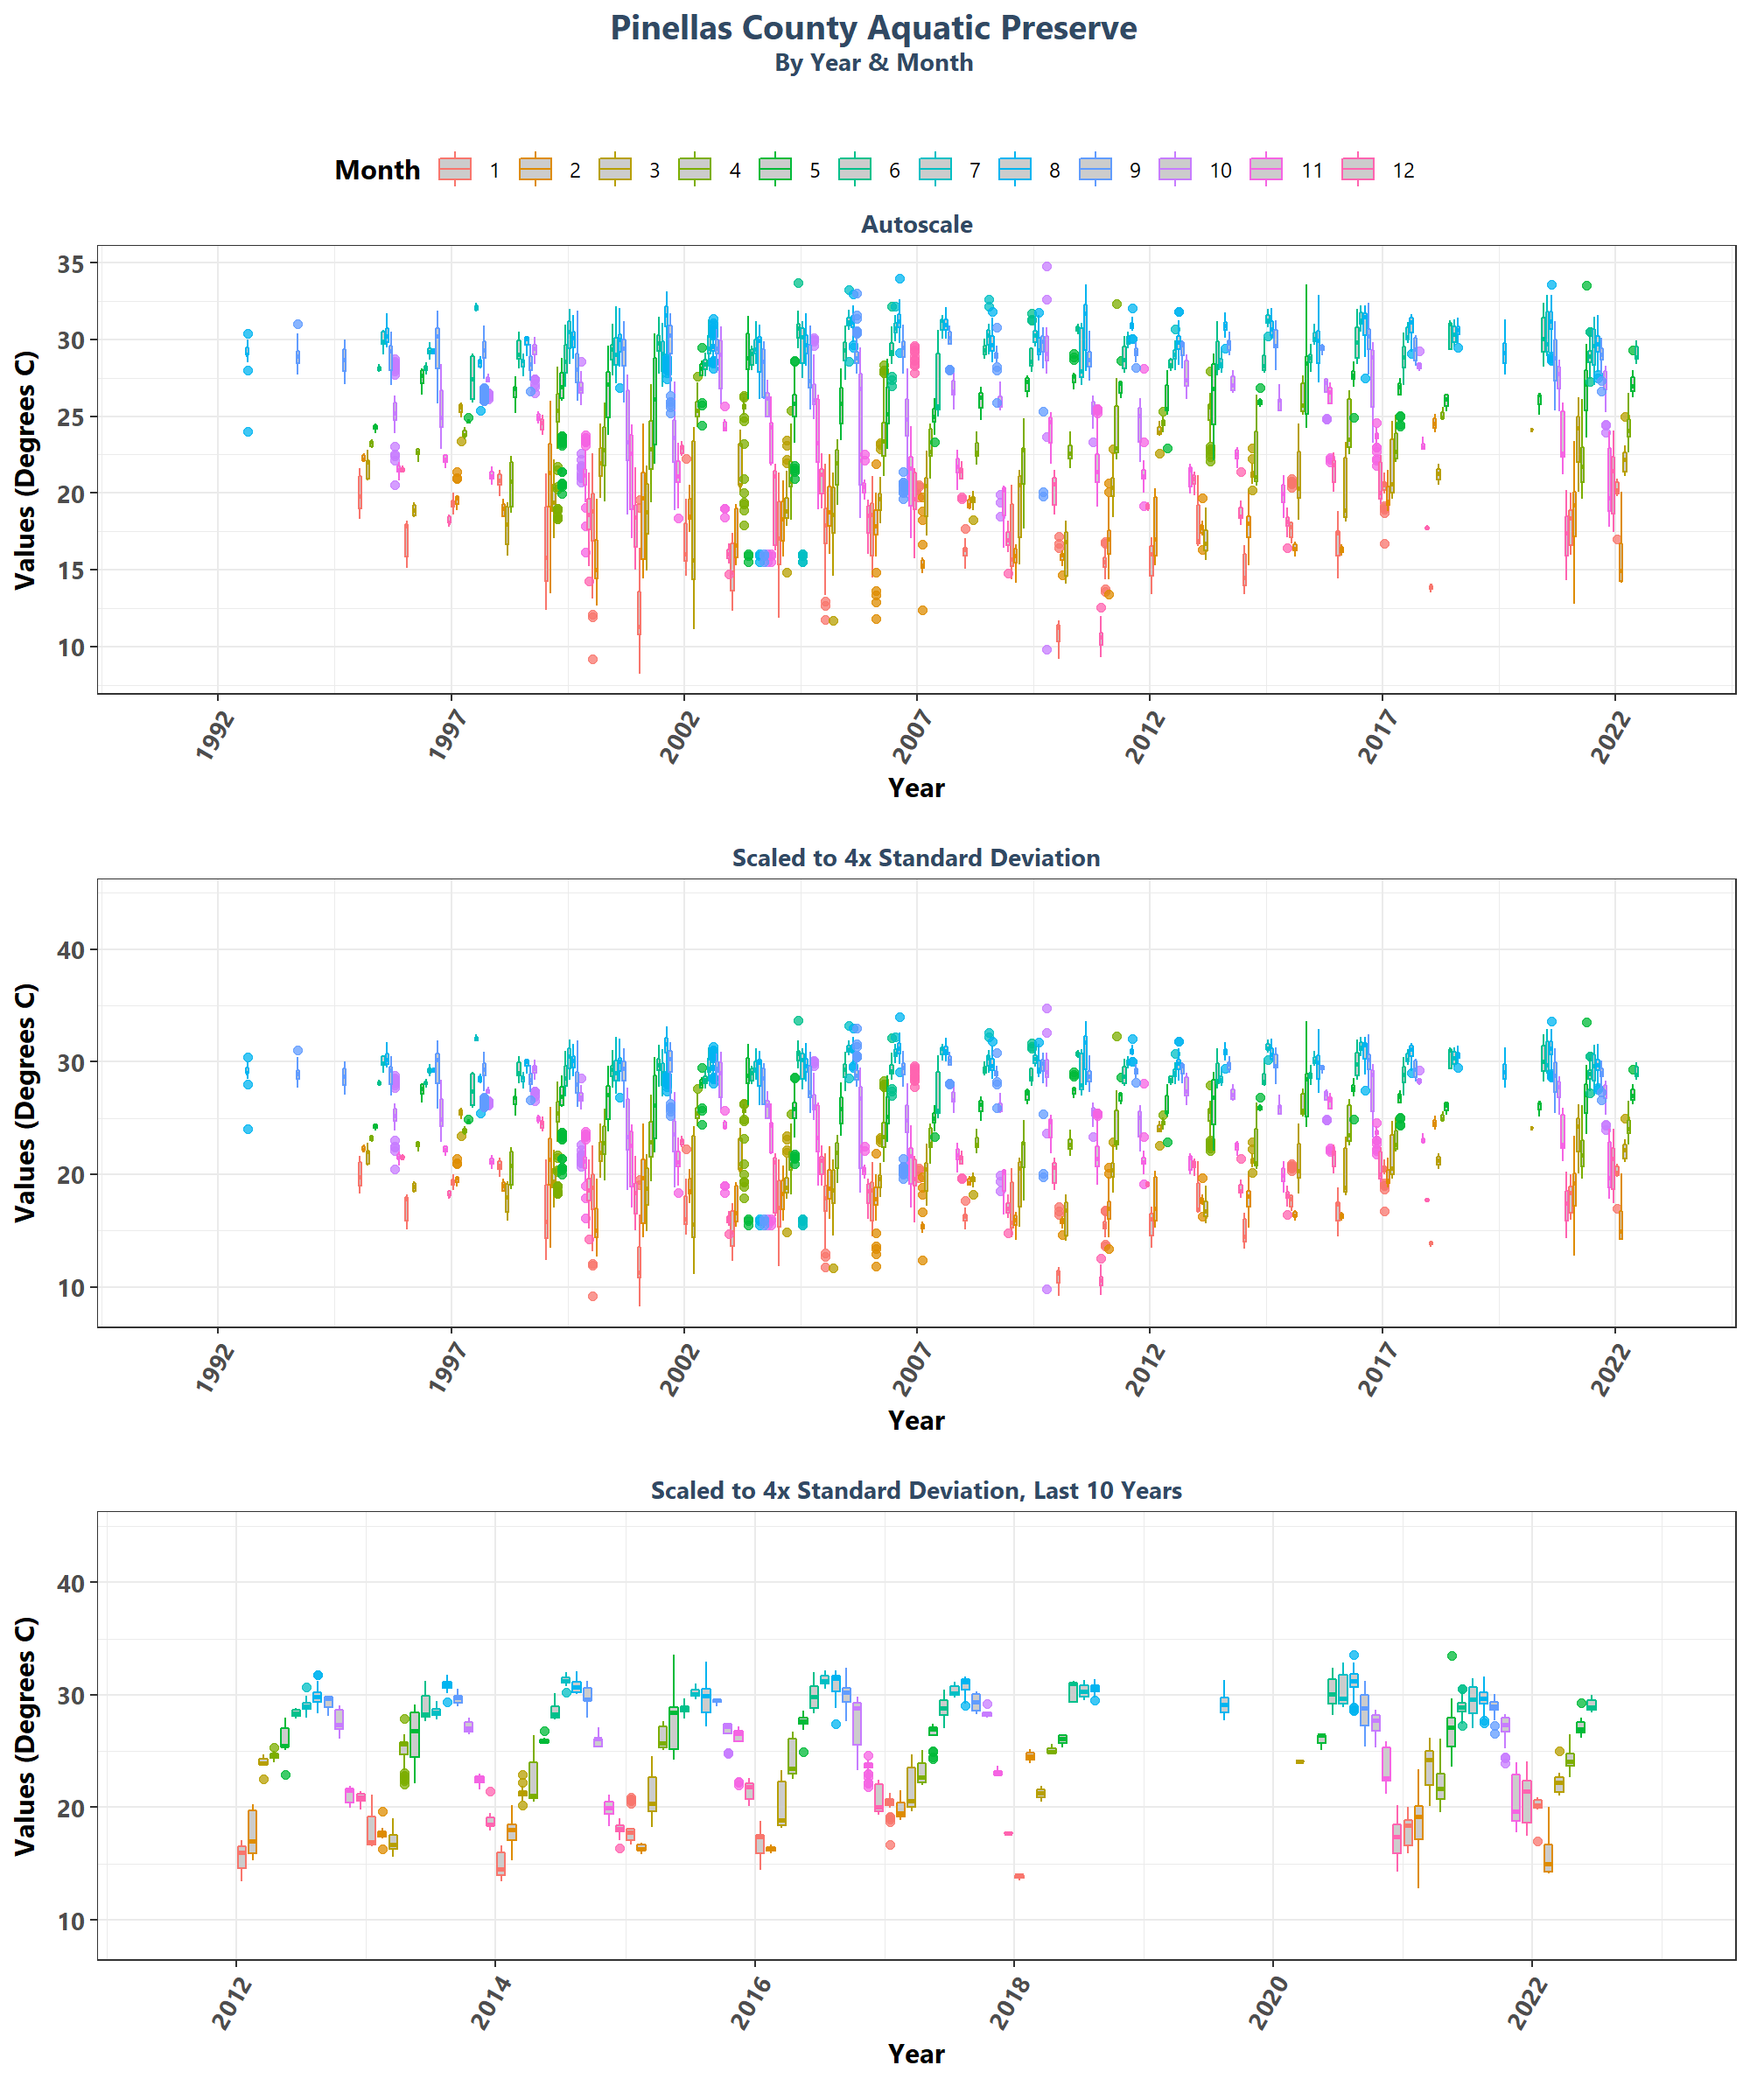 Pinellas County Aquatic Preserve
By Year & Month
Month 1 2 3 4 5 6 7 8 9 10 11 12
Autoscale
Values (Degrees C)
35
30
25
20
15
10
1992 1997 2002 2007 2012 2017 2022
Year
Scaled to 4x Standard Deviation
Values (Degrees C)
40
30
20
10
1992 1997 2002 2007 2012 2017 2022
Year
Scaled to 4x Standard Deviation, Last 10 Years
Values (Degrees C)
40
30
20
10
2012 2014 2016 2018 2020 2022
Year